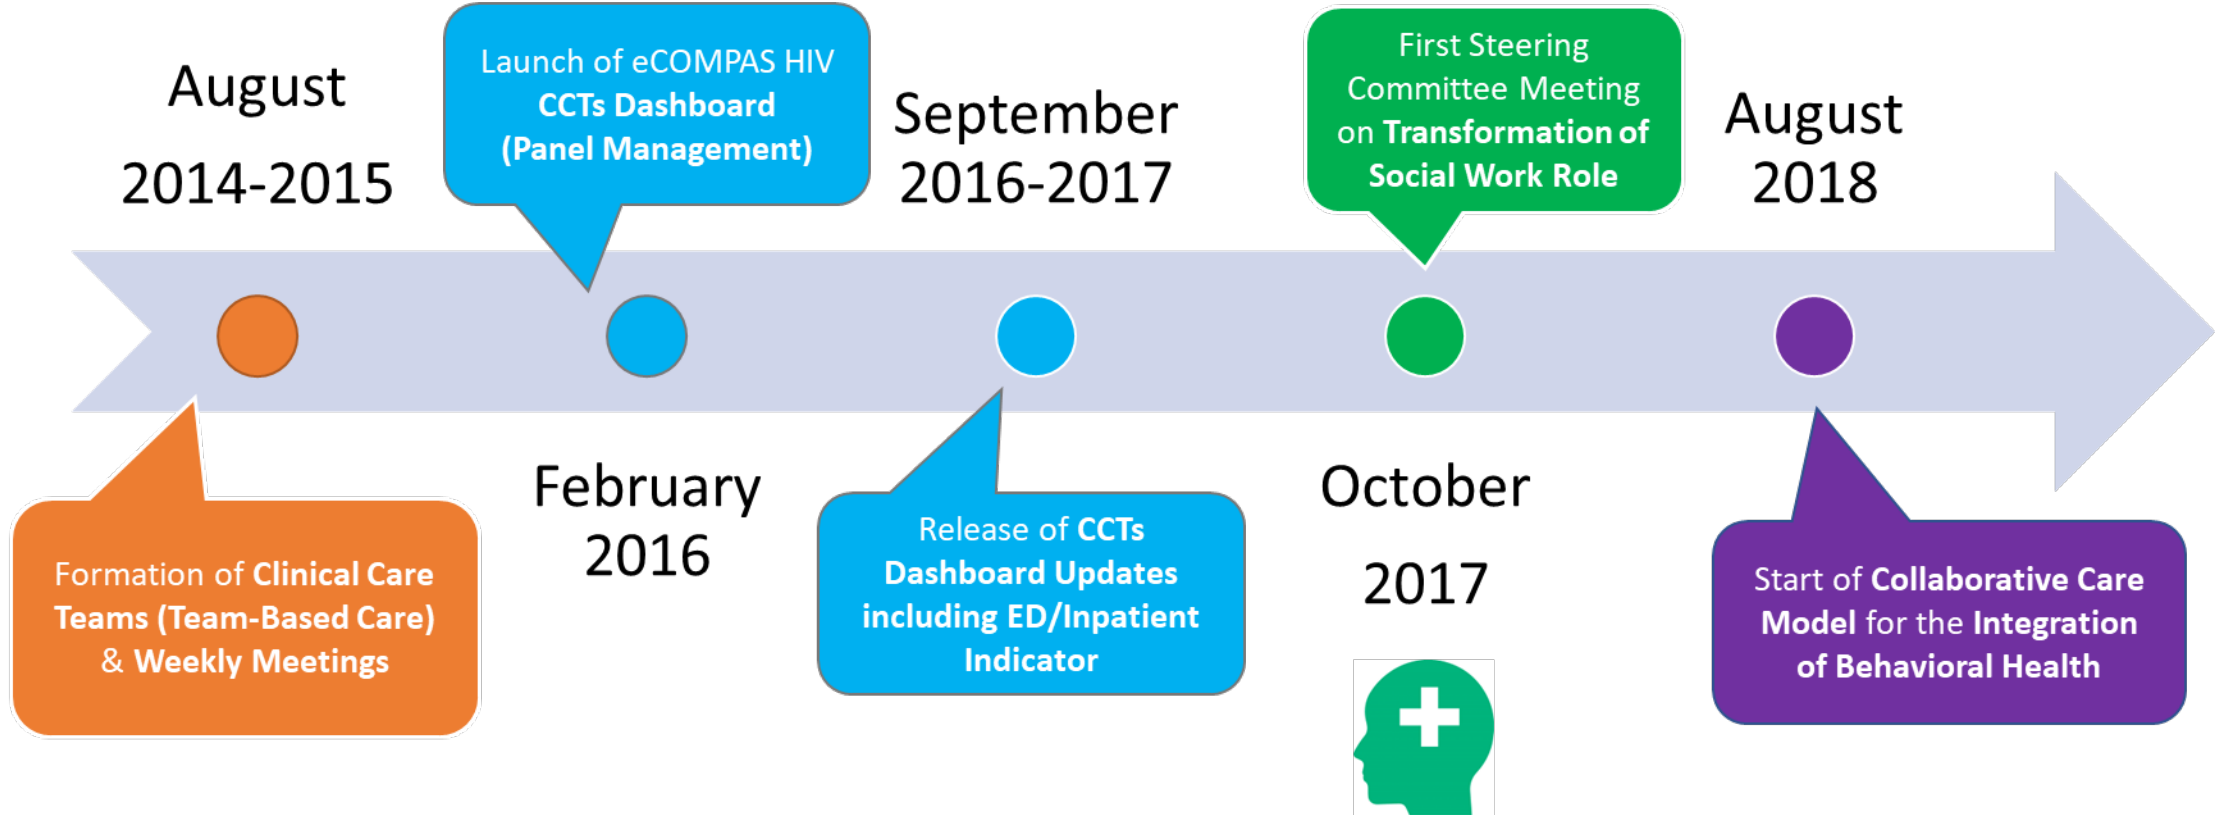 August
2014-2015
Formation of Clinical Care
Teams (Team-Based Care)
& Weekly Meetings
Launch of eCOMPAS HIV
CCTs Dashboard
(Panel Management)
February
2016
September
2016-2017
Release of CCTs
Dashboard Updates
including ED/Inpatient
Indicator
First Steering
Committee Meeting
on Transformation of
Social Work Role
October
2017
August
2018
Start of Collaborative Care
Model for the Integration
of Behavioral Health